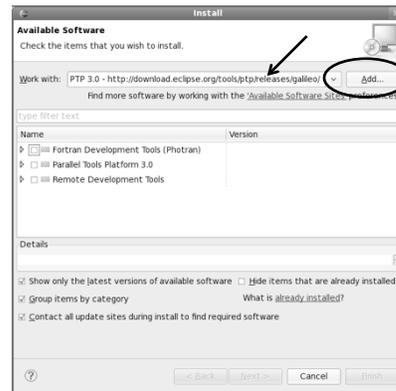 Install
Available Software
Check the items that you wish to install.
Work with: PTP 3.0 - http://download.eclipse.org/tools/ptp/releases/galileo/ Add...
Find more software by working with the 'Available Software Sites' preferences
type filter text
Name Version
Fortran Development Tools (Photran)
Parallel Tools Platform 3.0
Remote Development Tools
Details
Show only the latest versions of available software Hide items that are already installed
Group items by category What is already installed?
Contact all update sites during install to find required software
? < Back Next > Cancel Finish